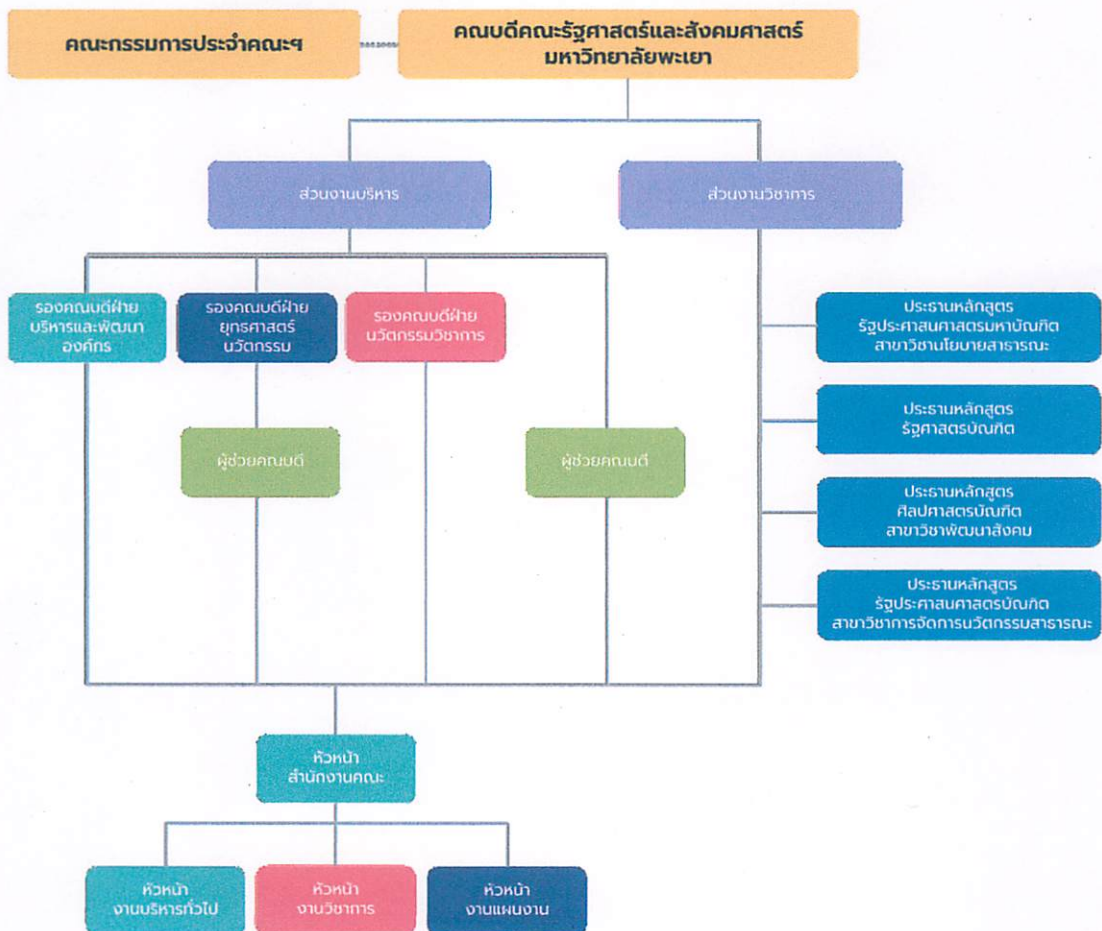 คณะกรรมการประจำคณะฯ
คณบดีคณะรัฐศาสตร์และสังคมศาสตร์
มหาวิทยาลัยพะเยา
ส่วนงานบริหาร
ส่วนงานวิชาการ
รองคณบดีฝ่าย
บริหารและพัฒนา
องค์กร
รองคณบดีฝ่าย
ยุทธศาสตร์
นวัตกรรม
รองคณบดีฝ่าย
นวัตกรรมวิชาการ
ประธานหลักสูตร
รัฐประศาสนศาสตรมหาบัณฑิต
สาขาวิชานโยบายสาธารณะ
ประธานหลักสูตร
รัฐศาสตรบัณฑิต
ผู้ช่วยคณบดี
ผู้ช่วยคณบดี
ประธานหลักสูตร
ศิลปศาสตรบัณฑิต
สาขาวิชาพัฒนาสังคม
ประธานหลักสูตร
รัฐประศาสนศาสตรบัณฑิต
สาขาวิชาการจัดการนวัตกรรมสาธารณะ
หัวหน้า
สำนักงานคณะ
หัวหน้า
งานบริหารทั่วไป
หัวหน้า
งานวิชาการ
หัวหน้า
งานแผนงาน